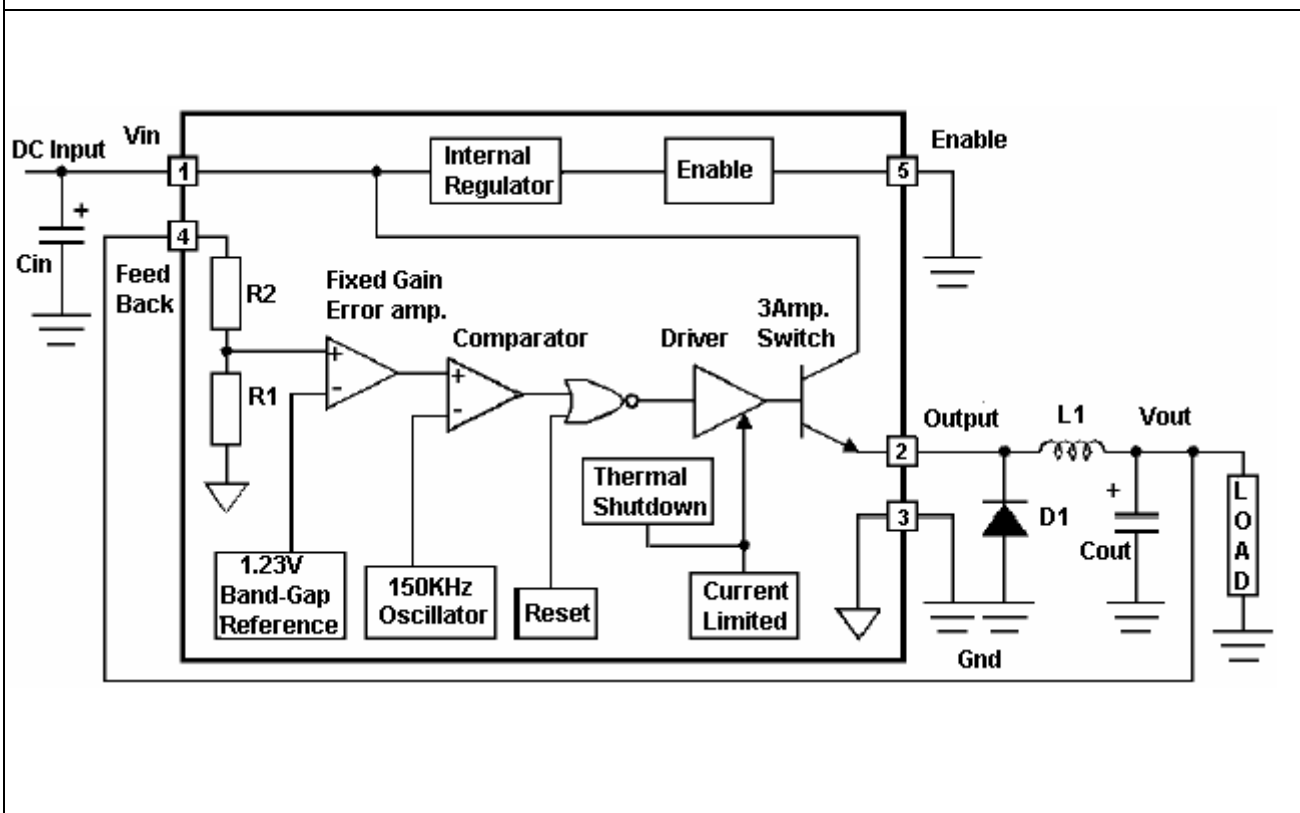 DC Input
Vin
1
Internal
Regulator
Enable
5
Enable
+
Cin
4
Feed
Back
R2
R1
Fixed Gain
Error amp.
+
-
Comparator
+
-
Driver
3Amp.
Switch
Output
2
L1
Vout
Thermal
Shutdown
3
D1
+
Cout
L
O
A
D
1.23V
Band-Gap
Reference
150KHz
Oscillator
Reset
Current
Limited
Gnd